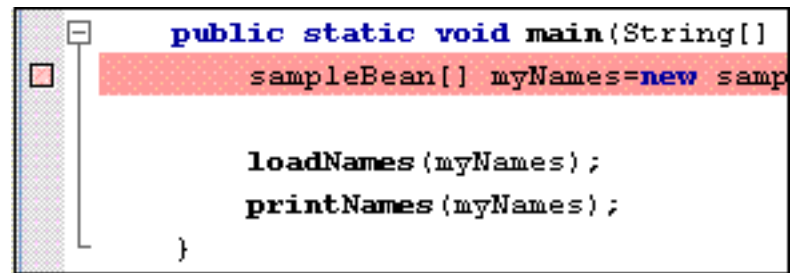 public static void main(String[]
sampleBean[] myNames=new samp
loadNames(myNames);
printNames(myNames);
}